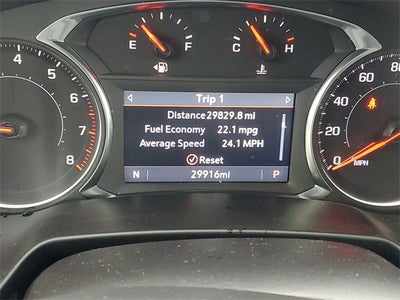 E F
C H
Trip 1
Distance 29829.8 mi
Fuel Economy 22.1 mpg
Average Speed 24.1 MPH
Reset
N 29916mi P
4
5
6
7
8
80
60
40
20
0
MPH